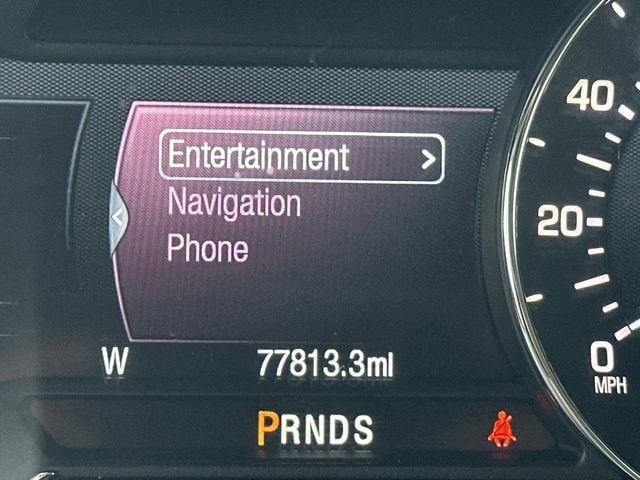 Entertainment >
Navigation
Phone
<
W 77813.3mi
PRNDS
40
20
0
MPH